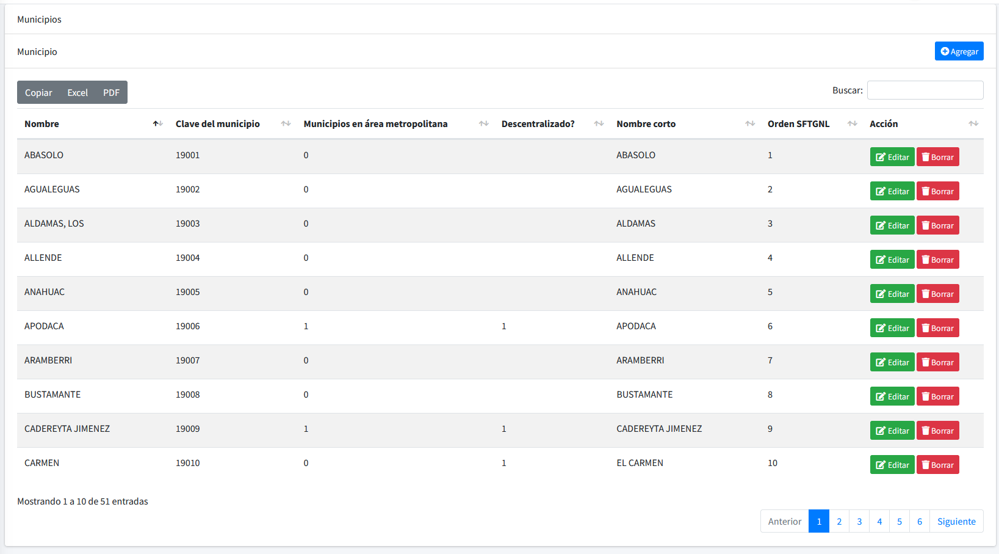 Municipios
Municipio
Agregar
Copiar Excel PDF
Buscar:
Nombre Clave del municipio Municipios en área metropolitana Descentralizado? Nombre corto Orden SFTGNL Acción
ABASOLO 19001 0 ABASOLO 1 Editar Borrar
AGUALEGUAS 19002 0 AGUALEGUAS 2 Editar Borrar
ALDAMAS, LOS 19003 0 ALDAMAS 3 Editar Borrar
ALLENDE 19004 0 ALLENDE 4 Editar Borrar
ANAHUAC 19005 0 ANAHUAC 5 Editar Borrar
APODACA 19006 1 1 APODACA 6 Editar Borrar
ARAMBERRI 19007 0 ARAMBERRI 7 Editar Borrar
BUSTAMANTE 19008 0 BUSTAMANTE 8 Editar Borrar
CADEREYTA JIMENEZ 19009 1 1 CADEREYTA JIMENEZ 9 Editar Borrar
CARMEN 19010 0 1 EL CARMEN 10 Editar Borrar
Mostrando 1 a 10 de 51 entradas
Anterior 1 2 3 4 5 6 Siguiente